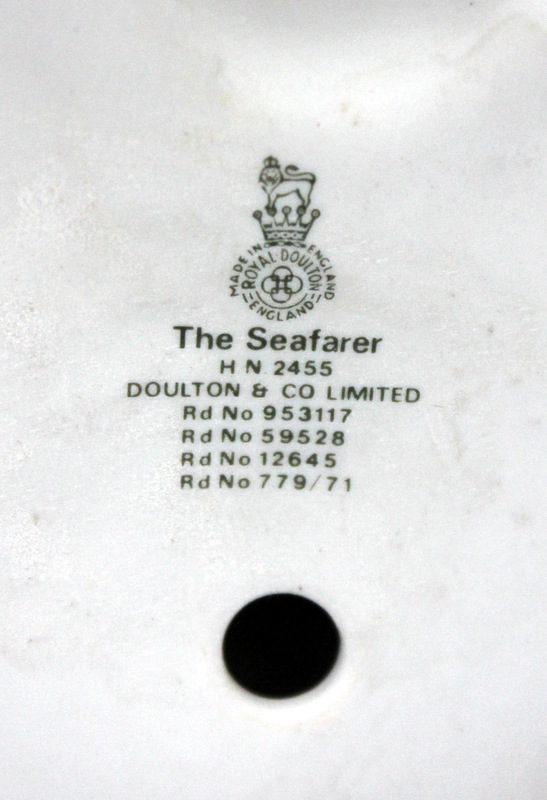 MADE IN ENGLAND
ROYAL DOULTON
ENGLAND
The Seafarer
H N 2455
DOULTON & CO LIMITED
Rd No 953117
Rd No 59528
Rd No 12645
Rd No 779/71